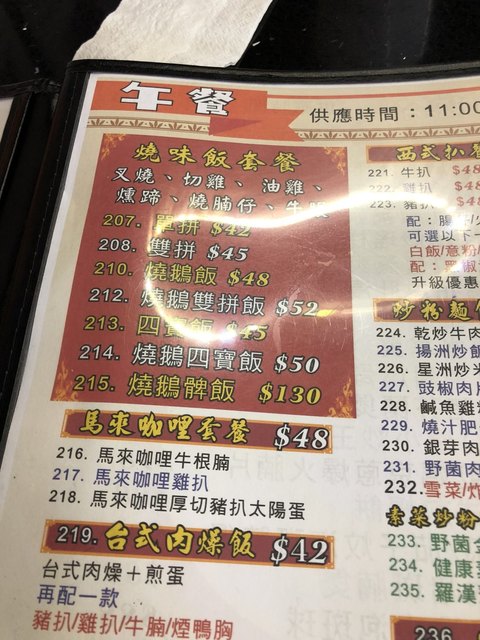 午餐
供應時間：11:00
燒味飯套餐
叉燒、切雞、油雞、
燻蹄、燒腩仔、牛
207. 單拼 $42
208. 雙拼 $45
210. 燒鵝飯 $48
212. 燒鵝雙拼飯 $52
213. 四寶飯 $45
214. 燒鵝四寶飯 $50
215. 燒鵝髀飯 $130
馬來咖哩套餐 $48
216. 馬來咖哩牛根腩
217. 馬來咖哩雞扒
218. 馬來咖哩厚切豬扒太陽蛋
219. 台式肉燥飯 $42
台式肉燥＋煎蛋
再配一款
豬扒/雞扒/牛腩/煙鴨胸
西式扒
221. 牛扒 $48
222. 雞扒 $48
223. 豬扒 $48
配：腸
可選以下一
白飯/意粉/
配：
升級優惠
炒粉麵
224. 乾炒牛
225. 揚洲炒飯
226. 星洲炒
227. 豉椒肉
228. 鹹魚雞
229. 燒汁肥
230. 銀芽肉
231. 野菌肉
232. 雪菜/炸
素菜炒粉
233. 野菌
234. 健康
235. 羅漢
236.